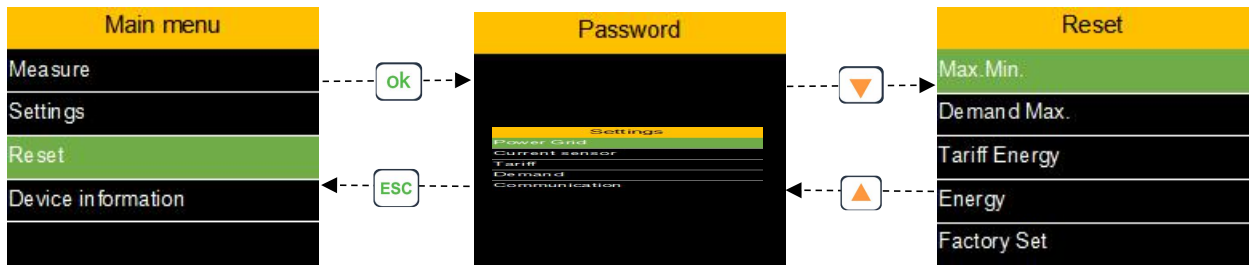 Main menu
Measure
Settings
Reset
Device information
ok
ESC
Password
Settings
Power Grid
Current sensor
Tariff
Demand
Communication
Reset
Max.Min.
Demand Max.
Tariff Energy
Energy
Factory Set